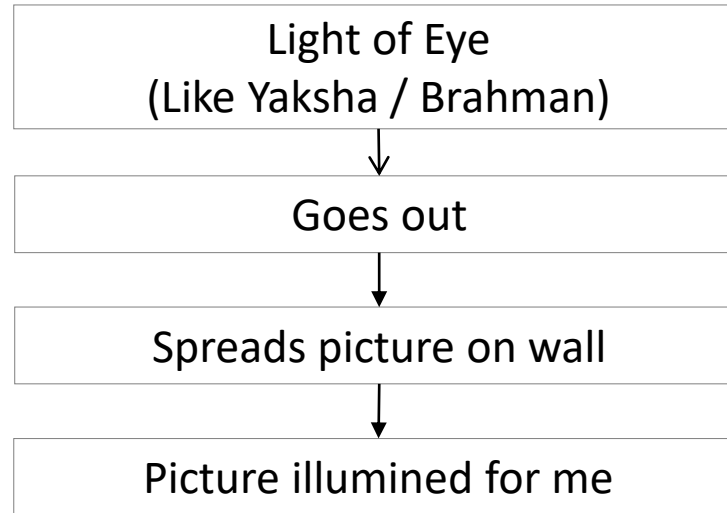 Light of Eye
(Like Yaksha / Brahman)
Goes out
Spreads picture on wall
Picture illumined for me